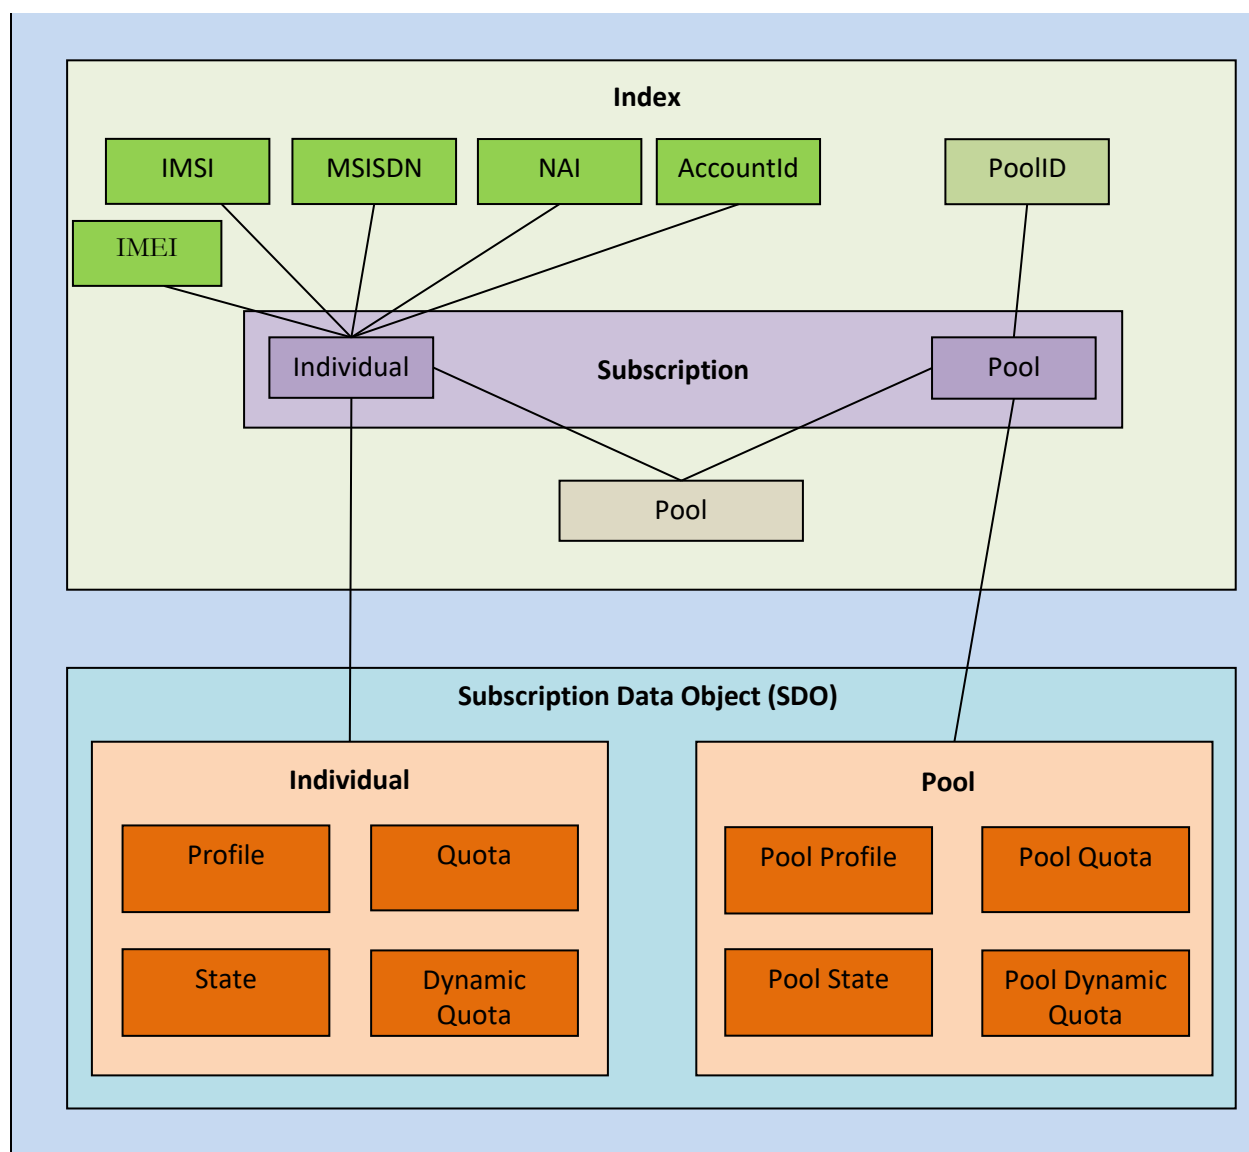 Index
IMSI
MSISDN
NAI
AccountId
PoolID
IMEI
Individual
Subscription
Pool
Pool
Subscription Data Object (SDO)
Individual
Profile
Quota
State
Dynamic
Quota
Pool
Pool Profile
Pool Quota
Pool State
Pool Dynamic
Quota